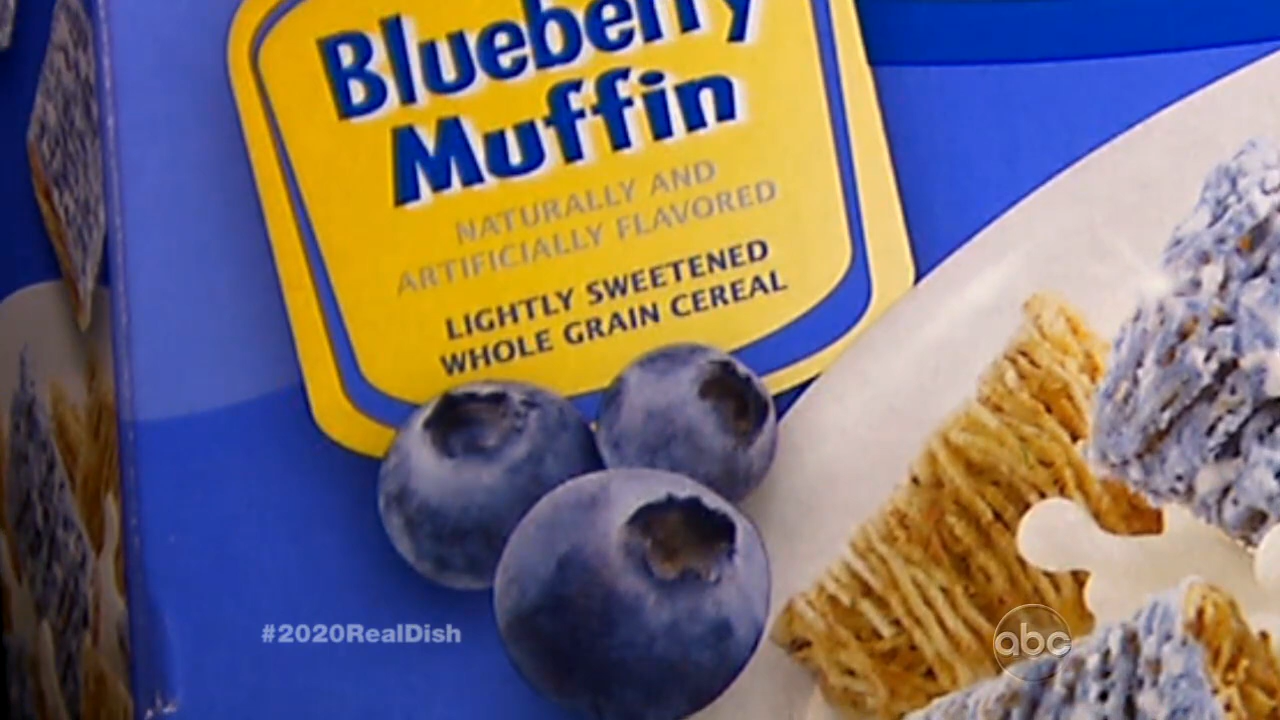 Blueberry
Muffin
NATURALLY AND
ARTIFICIALLY FLAVORED
LIGHTLY SWEETENED
WHOLE GRAIN CEREAL
#2020RealDish
abc